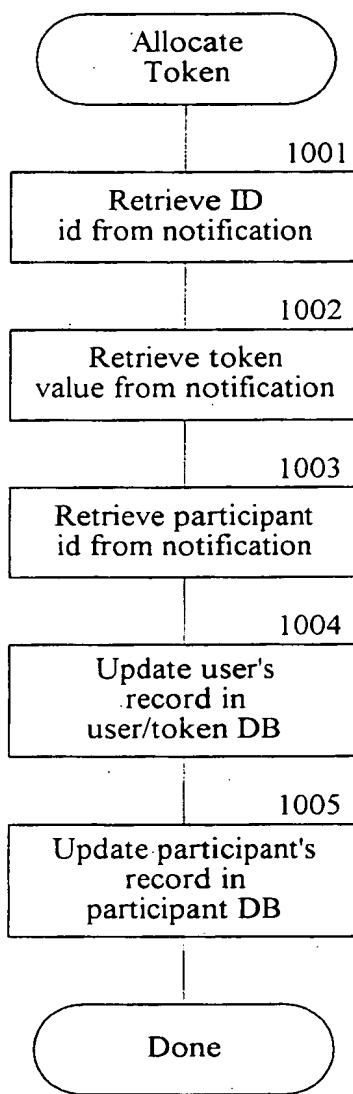 Allocate
Token
1001
Retrieve ID
id from notification
1002
Retrieve token
value from notification
1003
Retrieve participant
id from notification
1004
Update user's
record in
user/token DB
1005
Update participant's
record in
participant DB
Done